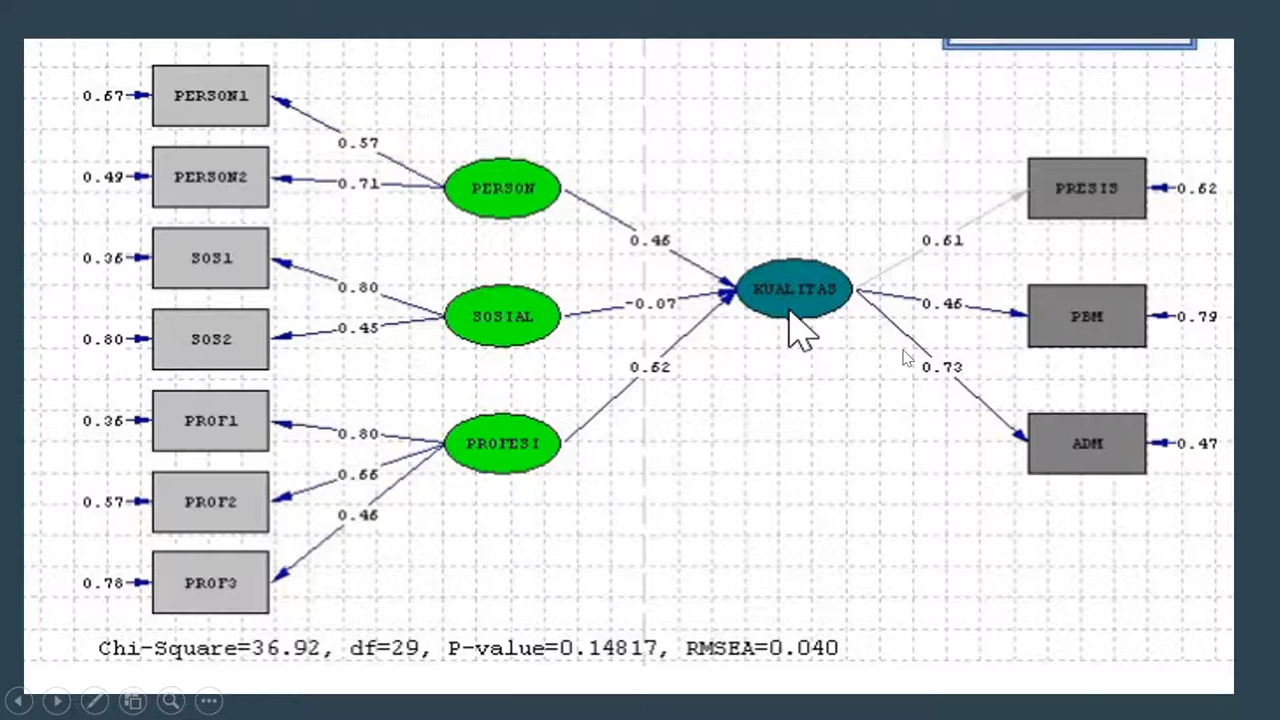 0.67 PERSON1
0.57
0.49 PERSON2
0.71
PERSON
PRESIS 0.62
0.46
0.61
0.36 SOS1
0.80
-0.07
KUALITAS
0.46
SOSIAL
PBM 0.79
0.45
0.80 SOS2
0.62
0.73
0.36 PROF1
0.80
PROFESI
ADM 0.47
0.66
0.57 PROF2
0.46
0.78 PROF3
Chi-Square=36.92, df=29, P-value=0.14817, RMSEA=0.040